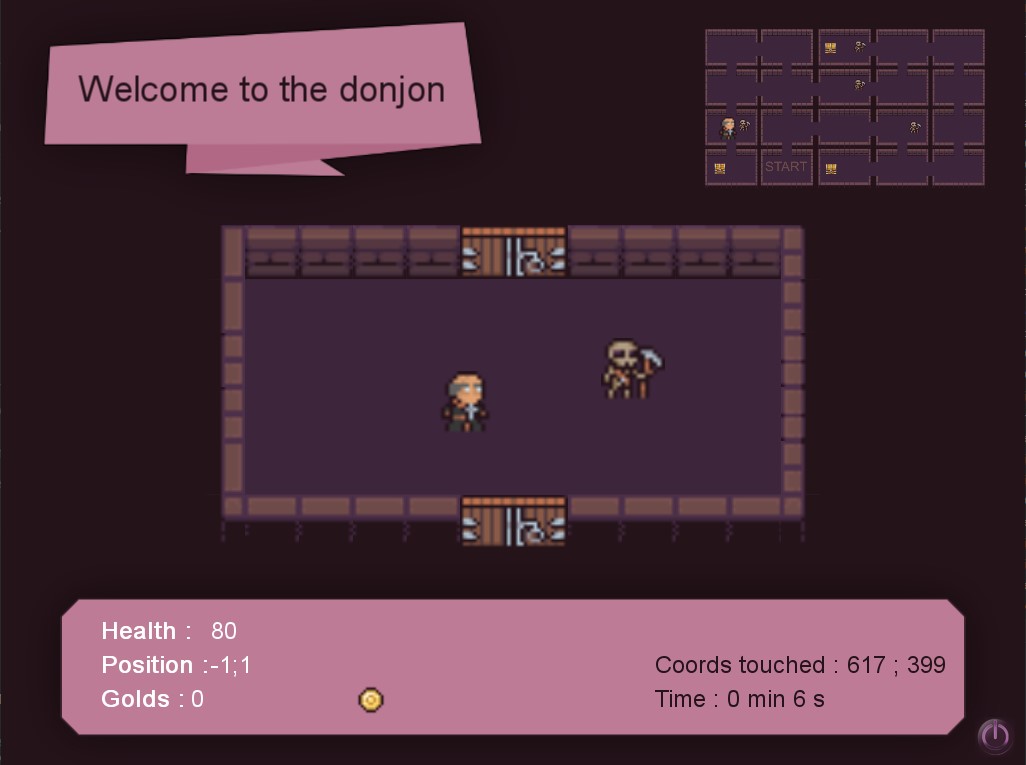 Welcome to the donjon
START
Health : 80
Position :-1;1
Golds : 0
Coords touched : 617 ; 399
Time : 0 min 6 s